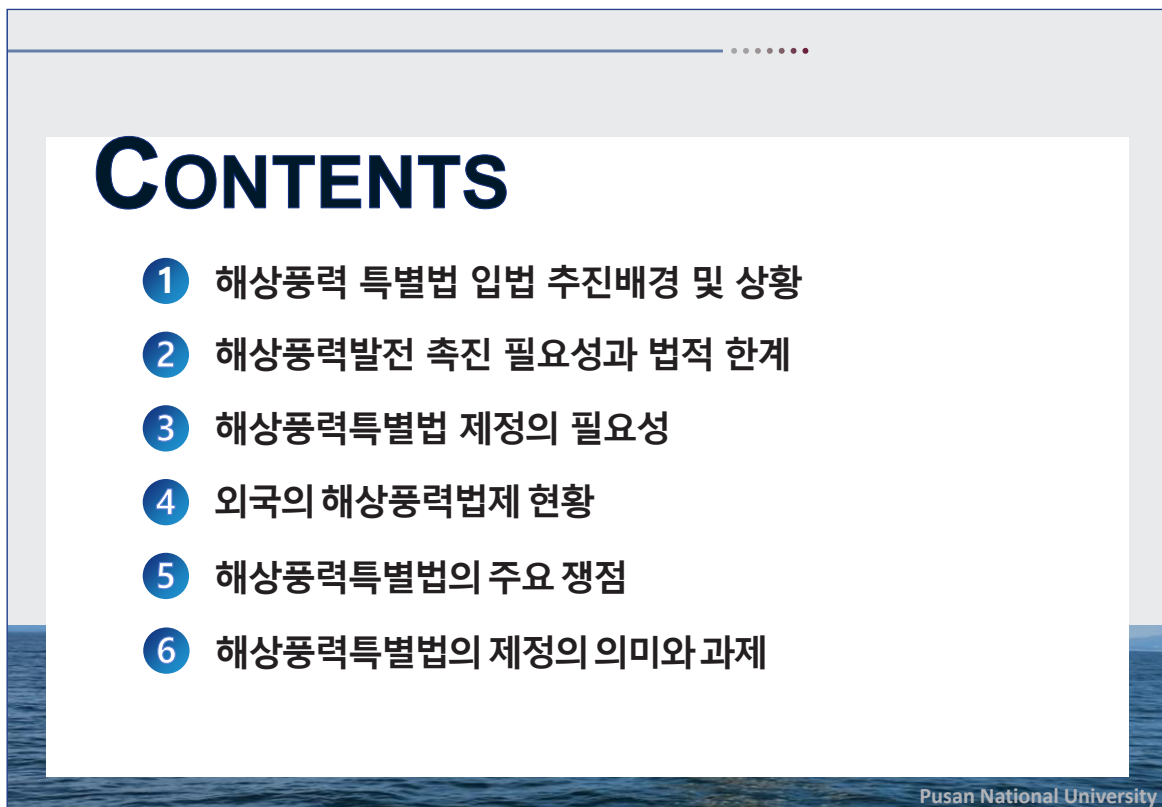 CONTENTS
1 해상풍력 특별법 입법 추진배경 및 상황
2 해상풍력발전 촉진 필요성과 법적 한계
3 해상풍력특별법 제정의 필요성
4 외국의 해상풍력법제 현황
5 해상풍력특별법의 주요 쟁점
6 해상풍력특별법의 제정의 의미와 과제
Pusan National University